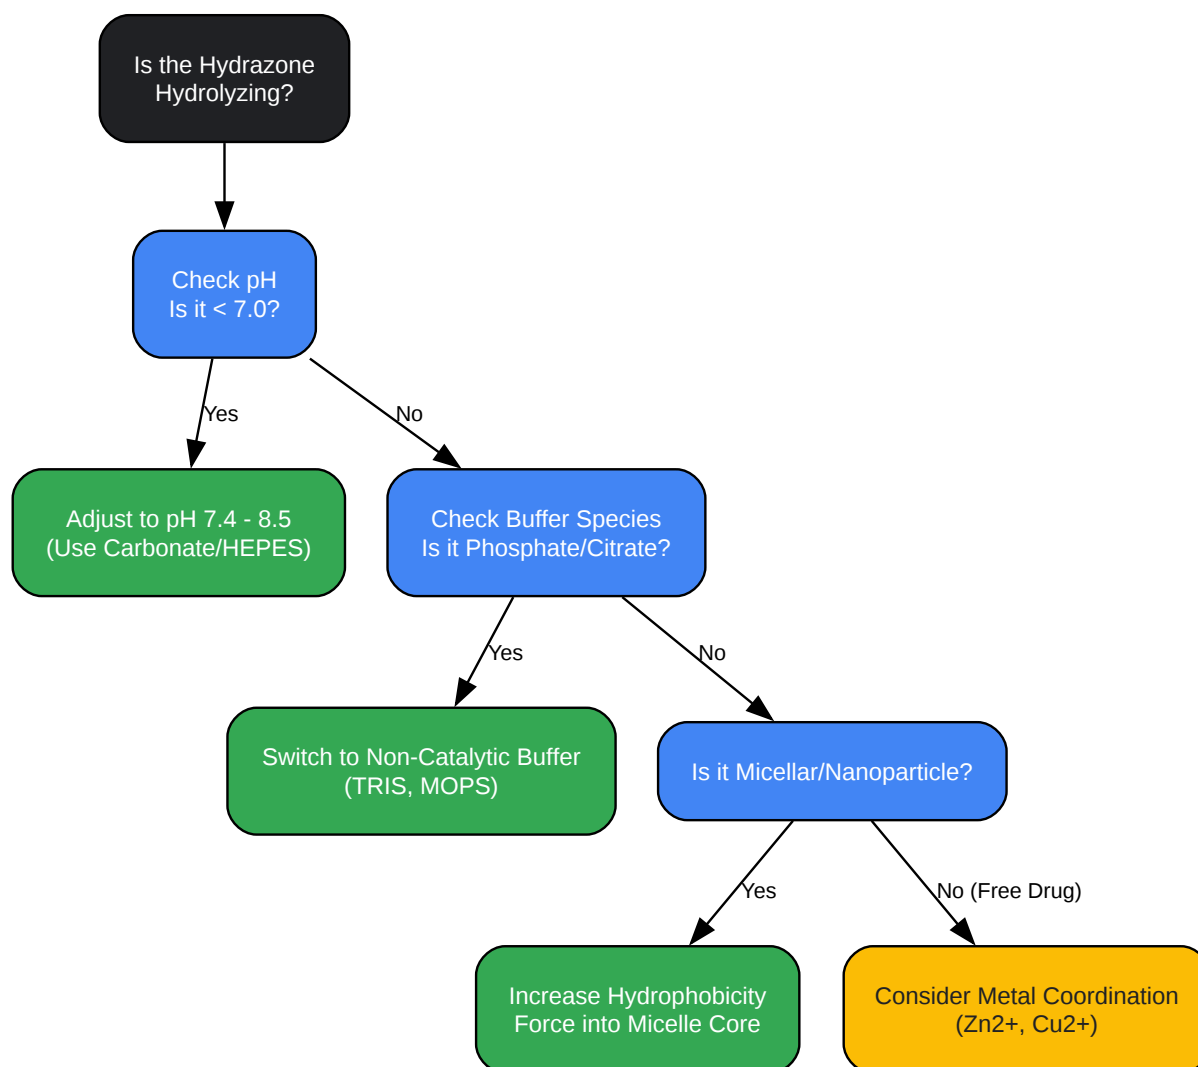 Is the Hydrazone
Hydrolyzing?
Check pH
Is it < 7.0?
Yes
No
Adjust to pH 7.4 - 8.5
(Use Carbonate/HEPES)
Check Buffer Species
Is it Phosphate/Citrate?
Yes
No
Switch to Non-Catalytic Buffer
(TRIS, MOPS)
Is it Micellar/Nanoparticle?
Yes
No (Free Drug)
Increase Hydrophobicity
Force into Micelle Core
Consider Metal Coordination
(Zn2+, Cu2+)